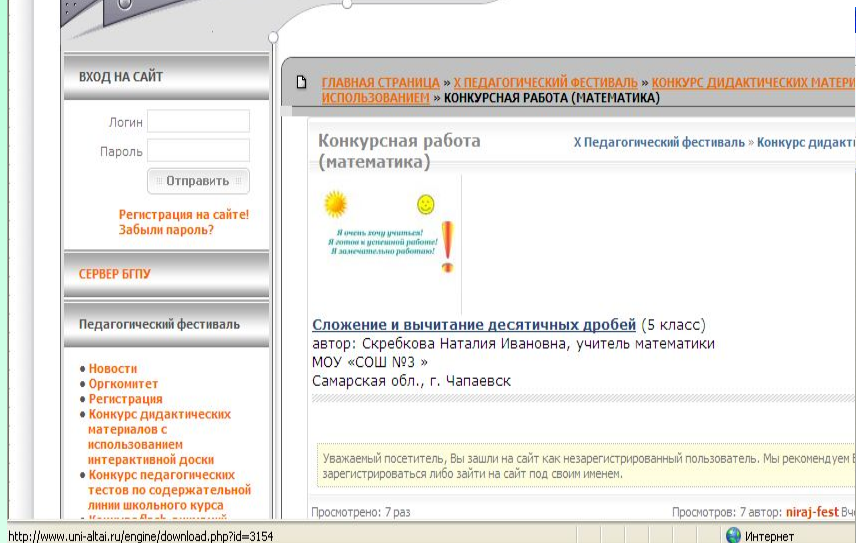 ВХОД НА САЙТ
Логин
Пароль
Отправить
Регистрация на сайте!
Забыли пароль?
СЕРВЕР БГПУ
Педагогический фестиваль
Новости
Оргкомитет
Регистрация
Конкурс дидактических
материалов с
использованием
интерактивной доски
Конкурс педагогических
тестов по содержательной
линии школьного курса
ГЛАВНАЯ СТРАНИЦА » X ПЕДАГОГИЧЕСКИЙ ФЕСТИВАЛЬ » КОНКУРС ДИДАКТИЧЕСКИХ МАТЕРИ
ИСПОЛЬЗОВАНИЕМ » КОНКУРСНАЯ РАБОТА (МАТЕМАТИКА)
Конкурсная работа
(математика)
X Педагогический фестиваль » Конкурс дидакти
Я очень хочу учиться!
Я готов к успешной работе!
Я замечательно работаю!
Сложение и вычитание десятичных дробей (5 класс)
автор: Скребкова Наталия Ивановна, учитель математики
МОУ «СОШ №3 »
Самарская обл., г. Чапаевск
Уважаемый посетитель, Вы зашли на сайт как незарегистрированный пользователь. Мы рекомендуем В
зарегистрироваться либо зайти на сайт под своим именем.
Просмотрено: 7 раз
Просмотров: 7 автор: niraj-fest Вче
http://www.uni-altai.ru/engine/download.php?id=3154
Интернет